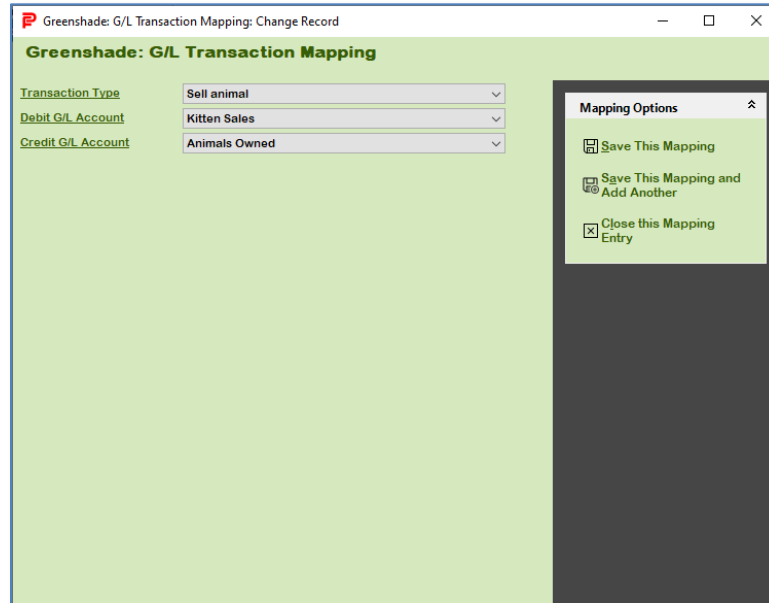 Greenshade: G/L Transaction Mapping: Change Record
Greenshade: G/L Transaction Mapping
Transaction Type Sell animal
Debit G/L Account Kitten Sales
Credit G/L Account Animals Owned
Mapping Options
Save This Mapping
Save This Mapping and
Add Another
Close this Mapping
Entry